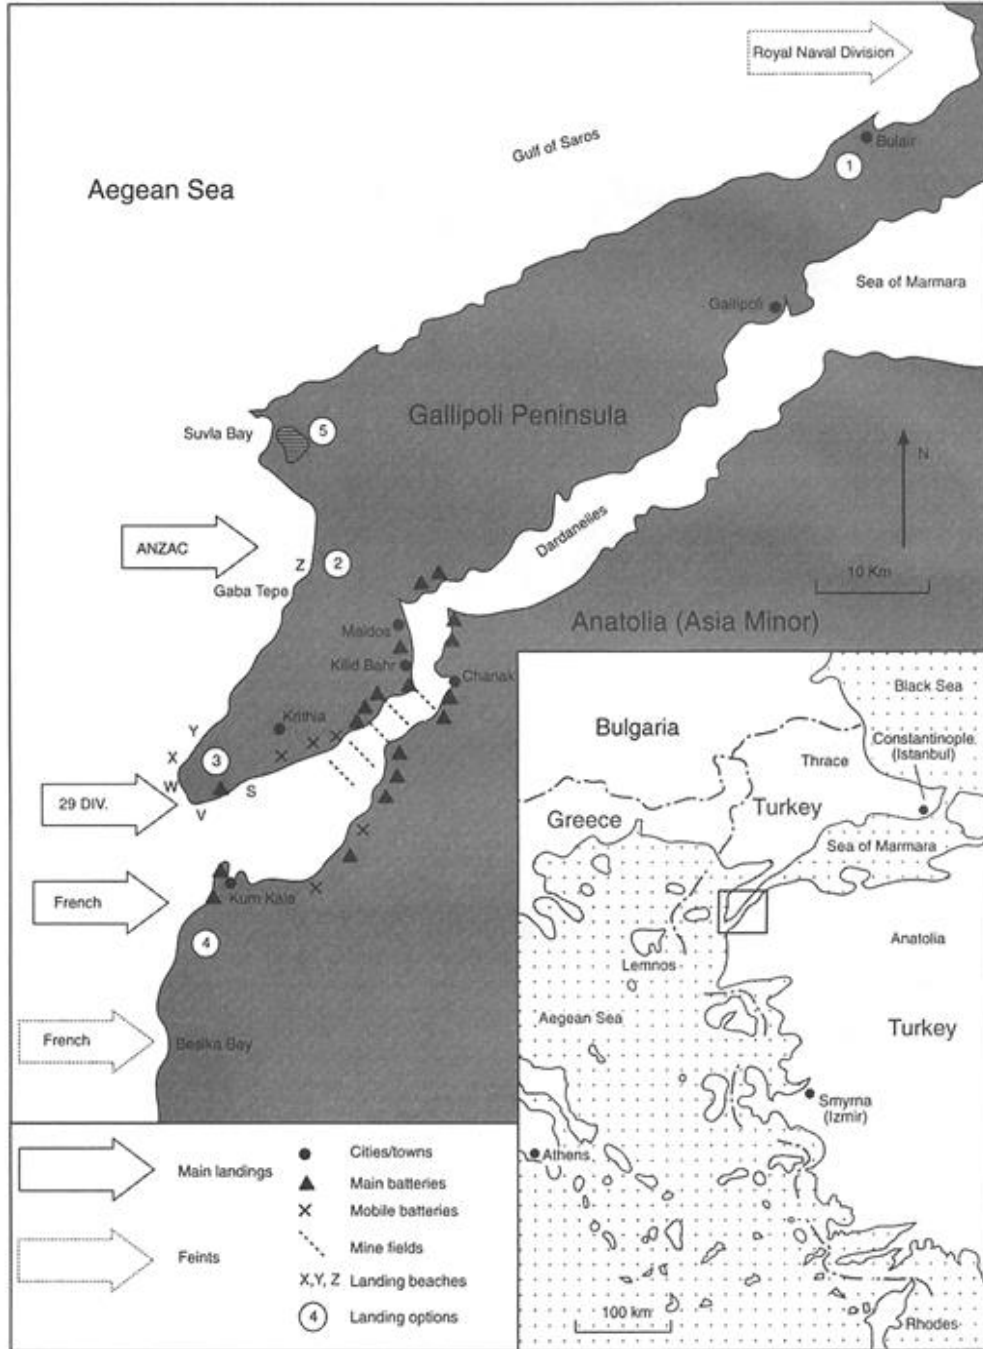 Royal Naval Division
Gulf of Saros
Bulair
1
Aegean Sea
Sea of Marmara
Gallipoli
Gallipoli Peninsula
Suvla Bay
5
N
Dardanelles
ANZAC
Z
2
Gaba Tepe
10 Km
Anatolia (Asia Minor)
Maidos
Kilid Bahr
Chanak
Krithia
Y
X
3
W
S
V
29 DIV.
French
Kum Kale
4
French
Besika Bay
Black Sea
Bulgaria
Constantinople.
(Istanbul)
Thrace
Turkey
Greece
Sea of Marmara
Anatolia
Lemnos
Aegean Sea
Turkey
Smyrna
(Izmir)
Athens
100 km
Rhodes
Main landings
Feints
Cities/towns
Main batteries
Mobile batteries
Mine fields
X,Y, Z Landing beaches
4 Landing options